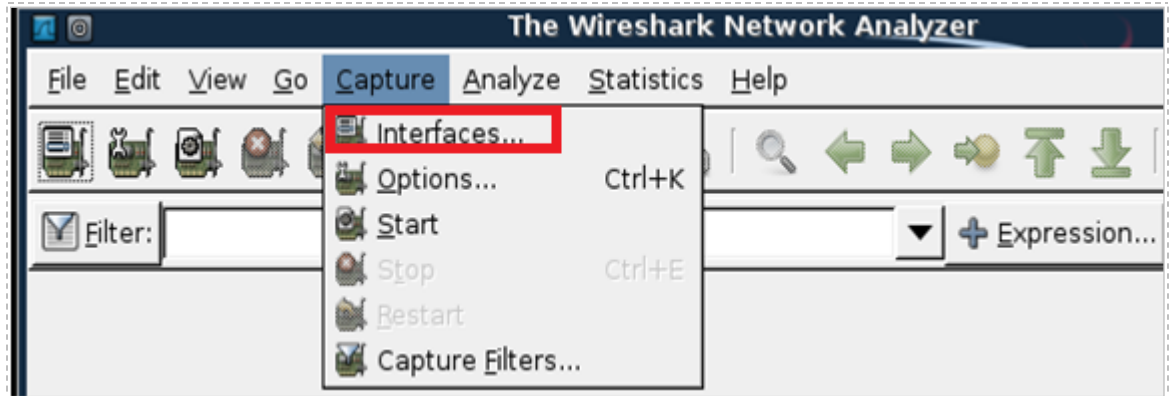 The Wireshark Network Analyzer
File Edit View Go Capture Analyze Statistics Help
Interfaces...
Options... Ctrl+K
Start
Stop Ctrl+E
Restart
Capture Filters...
Filter:
Expression...